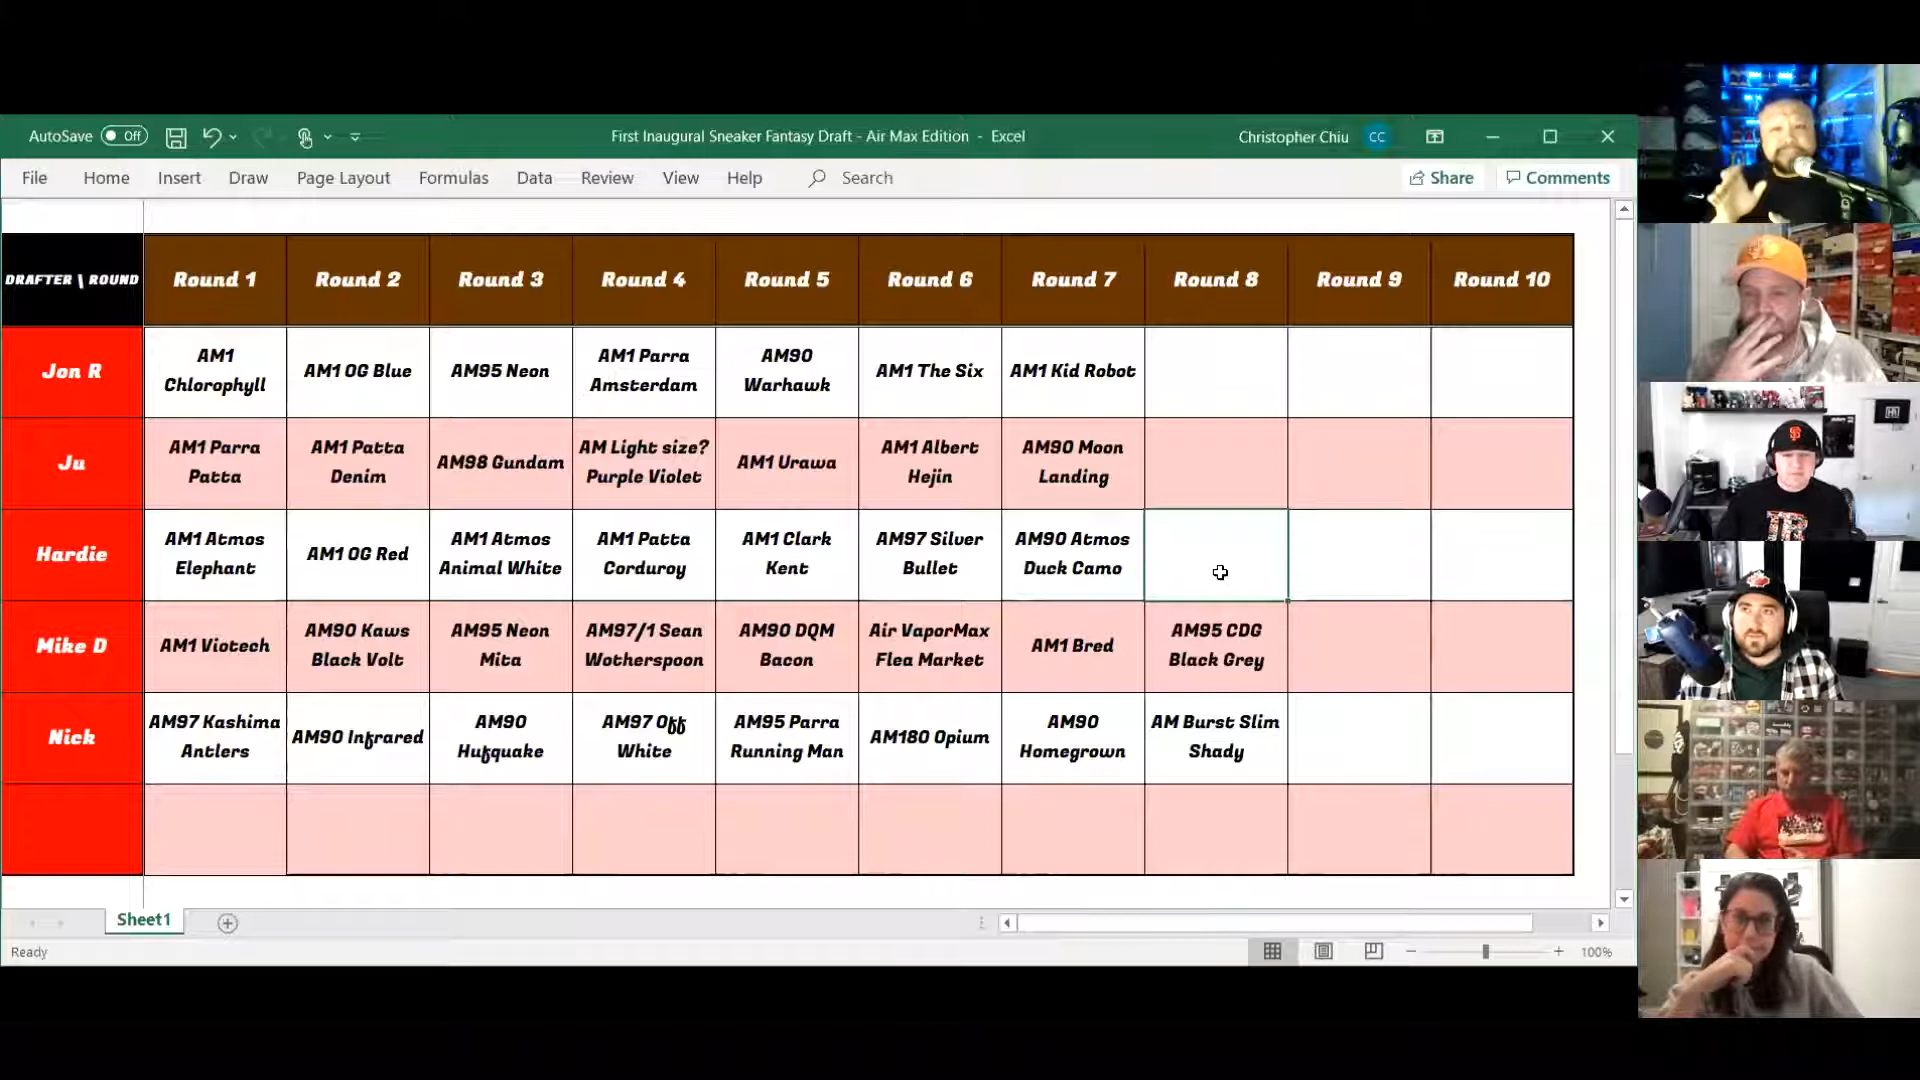 AutoSave Off
First Inaugural Sneaker Fantasy Draft - Air Max Edition - Excel
Christopher Chiu CC
File Home Insert Draw Page Layout Formulas Data Review View Help Search
Share Comments
DRAFTER \ ROUND Round 1 Round 2 Round 3 Round 4 Round 5 Round 6 Round 7 Round 8 Round 9 Round 10
Jon R
AM1
Chlorophyll
AM1 OG Blue
AM95 Neon
AM1 Parra
Amsterdam
AM90
Warhawk
AM1 The Six
AM1 Kid Robot
Ju
AM1 Parra
Patta
AM1 Patta
Denim
AM98 Gundam
AM Light size?
Purple Violet
AM1 Urawa
AM1 Albert
Hejin
AM90 Moon
Landing
Hardie
AM1 Atmos
Elephant
AM1 OG Red
AM1 Atmos
Animal White
AM1 Patta
Corduroy
AM1 Clark
Kent
AM97 Silver
Bullet
AM90 Atmos
Duck Camo
Mike D
AM1 Viotech
AM90 Kaws
Black Volt
AM95 Neon
Mita
AM97/1 Sean
Wotherspoon
AM90 DQM
Bacon
Air VaporMax
Flea Market
AM1 Bred
AM95 CDG
Black Grey
Nick
AM97 Kashima
Antlers
AM90 Infrared
AM90
Hufquake
AM97 Off
White
AM95 Parra
Running Man
AM180 Opium
AM90
Homegrown
AM Burst Slim
Shady
Sheet1
Ready
100%